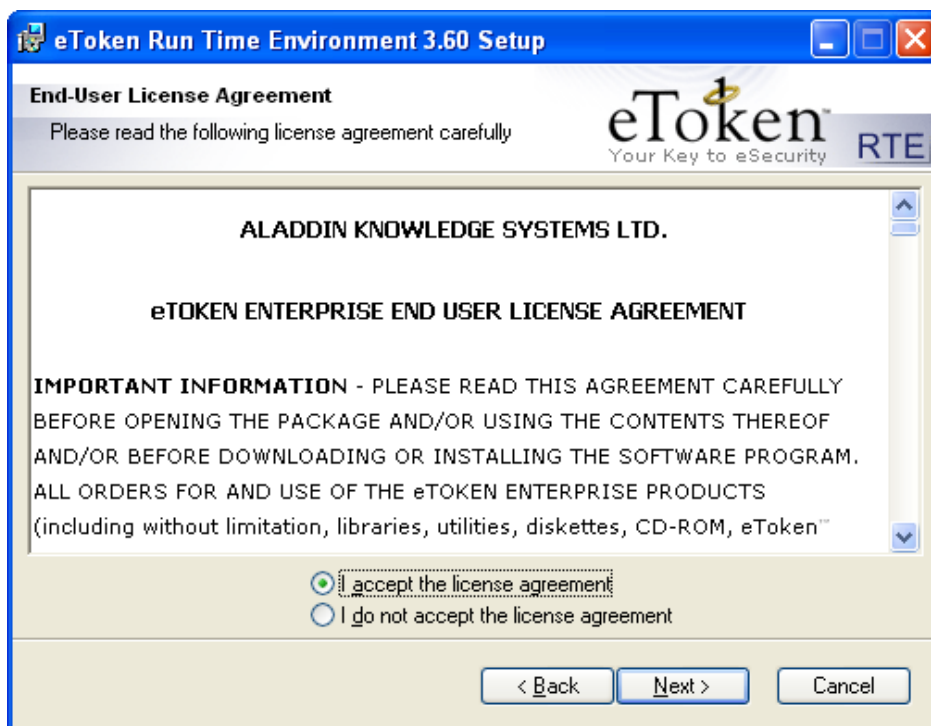 eToken Run Time Environment 3.60 Setup
End-User License Agreement
Please read the following license agreement carefully
eToken™
Your Key to eSecurity
RTE
ALADDIN KNOWLEDGE SYSTEMS LTD.
eTOKEN ENTERPRISE END USER LICENSE AGREEMENT
IMPORTANT INFORMATION - PLEASE READ THIS AGREEMENT CAREFULLY
BEFORE OPENING THE PACKAGE AND/OR USING THE CONTENTS THEREOF
AND/OR BEFORE DOWNLOADING OR INSTALLING THE SOFTWARE PROGRAM.
ALL ORDERS FOR AND USE OF THE eTOKEN ENTERPRISE PRODUCTS
(including without limitation, libraries, utilities, diskettes, CD-ROM, eToken™
I accept the license agreement
I do not accept the license agreement
< Back
Next >
Cancel